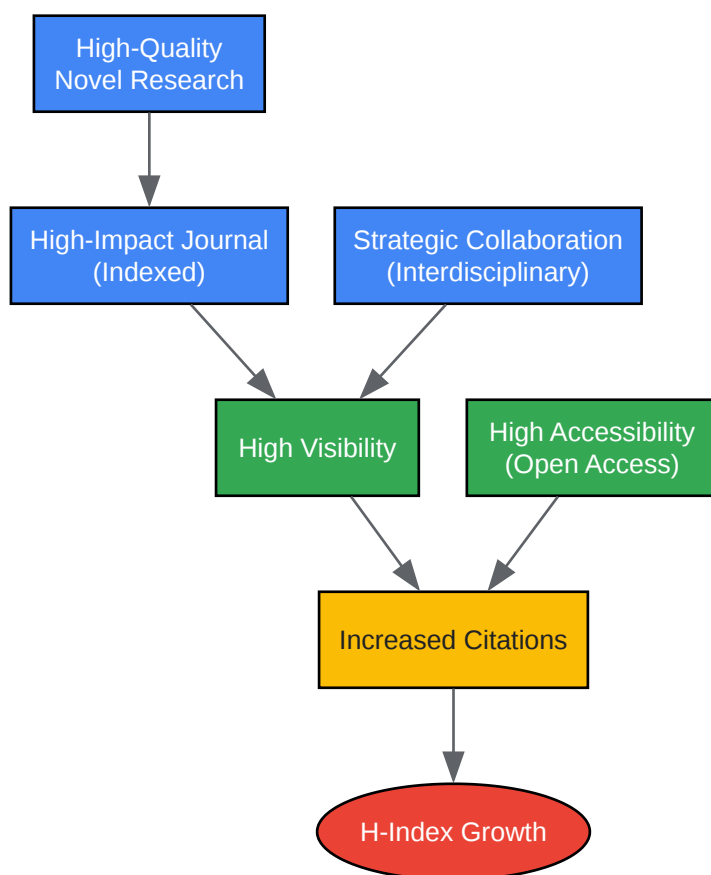 High-Quality
Novel Research
High-Impact Journal
(Indexed)
Strategic Collaboration
(Interdisciplinary)
High Visibility
High Accessibility
(Open Access)
Increased Citations
H-Index Growth